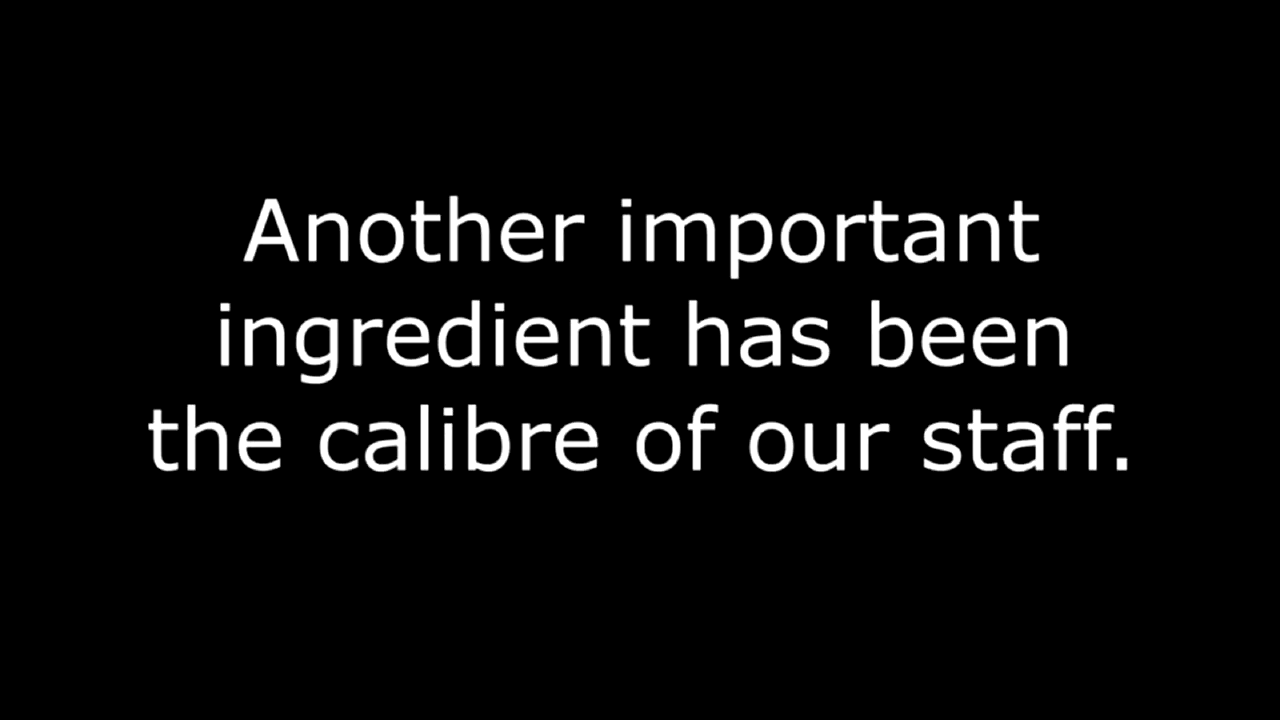 Another important
ingredient has been
the calibre of our staff.